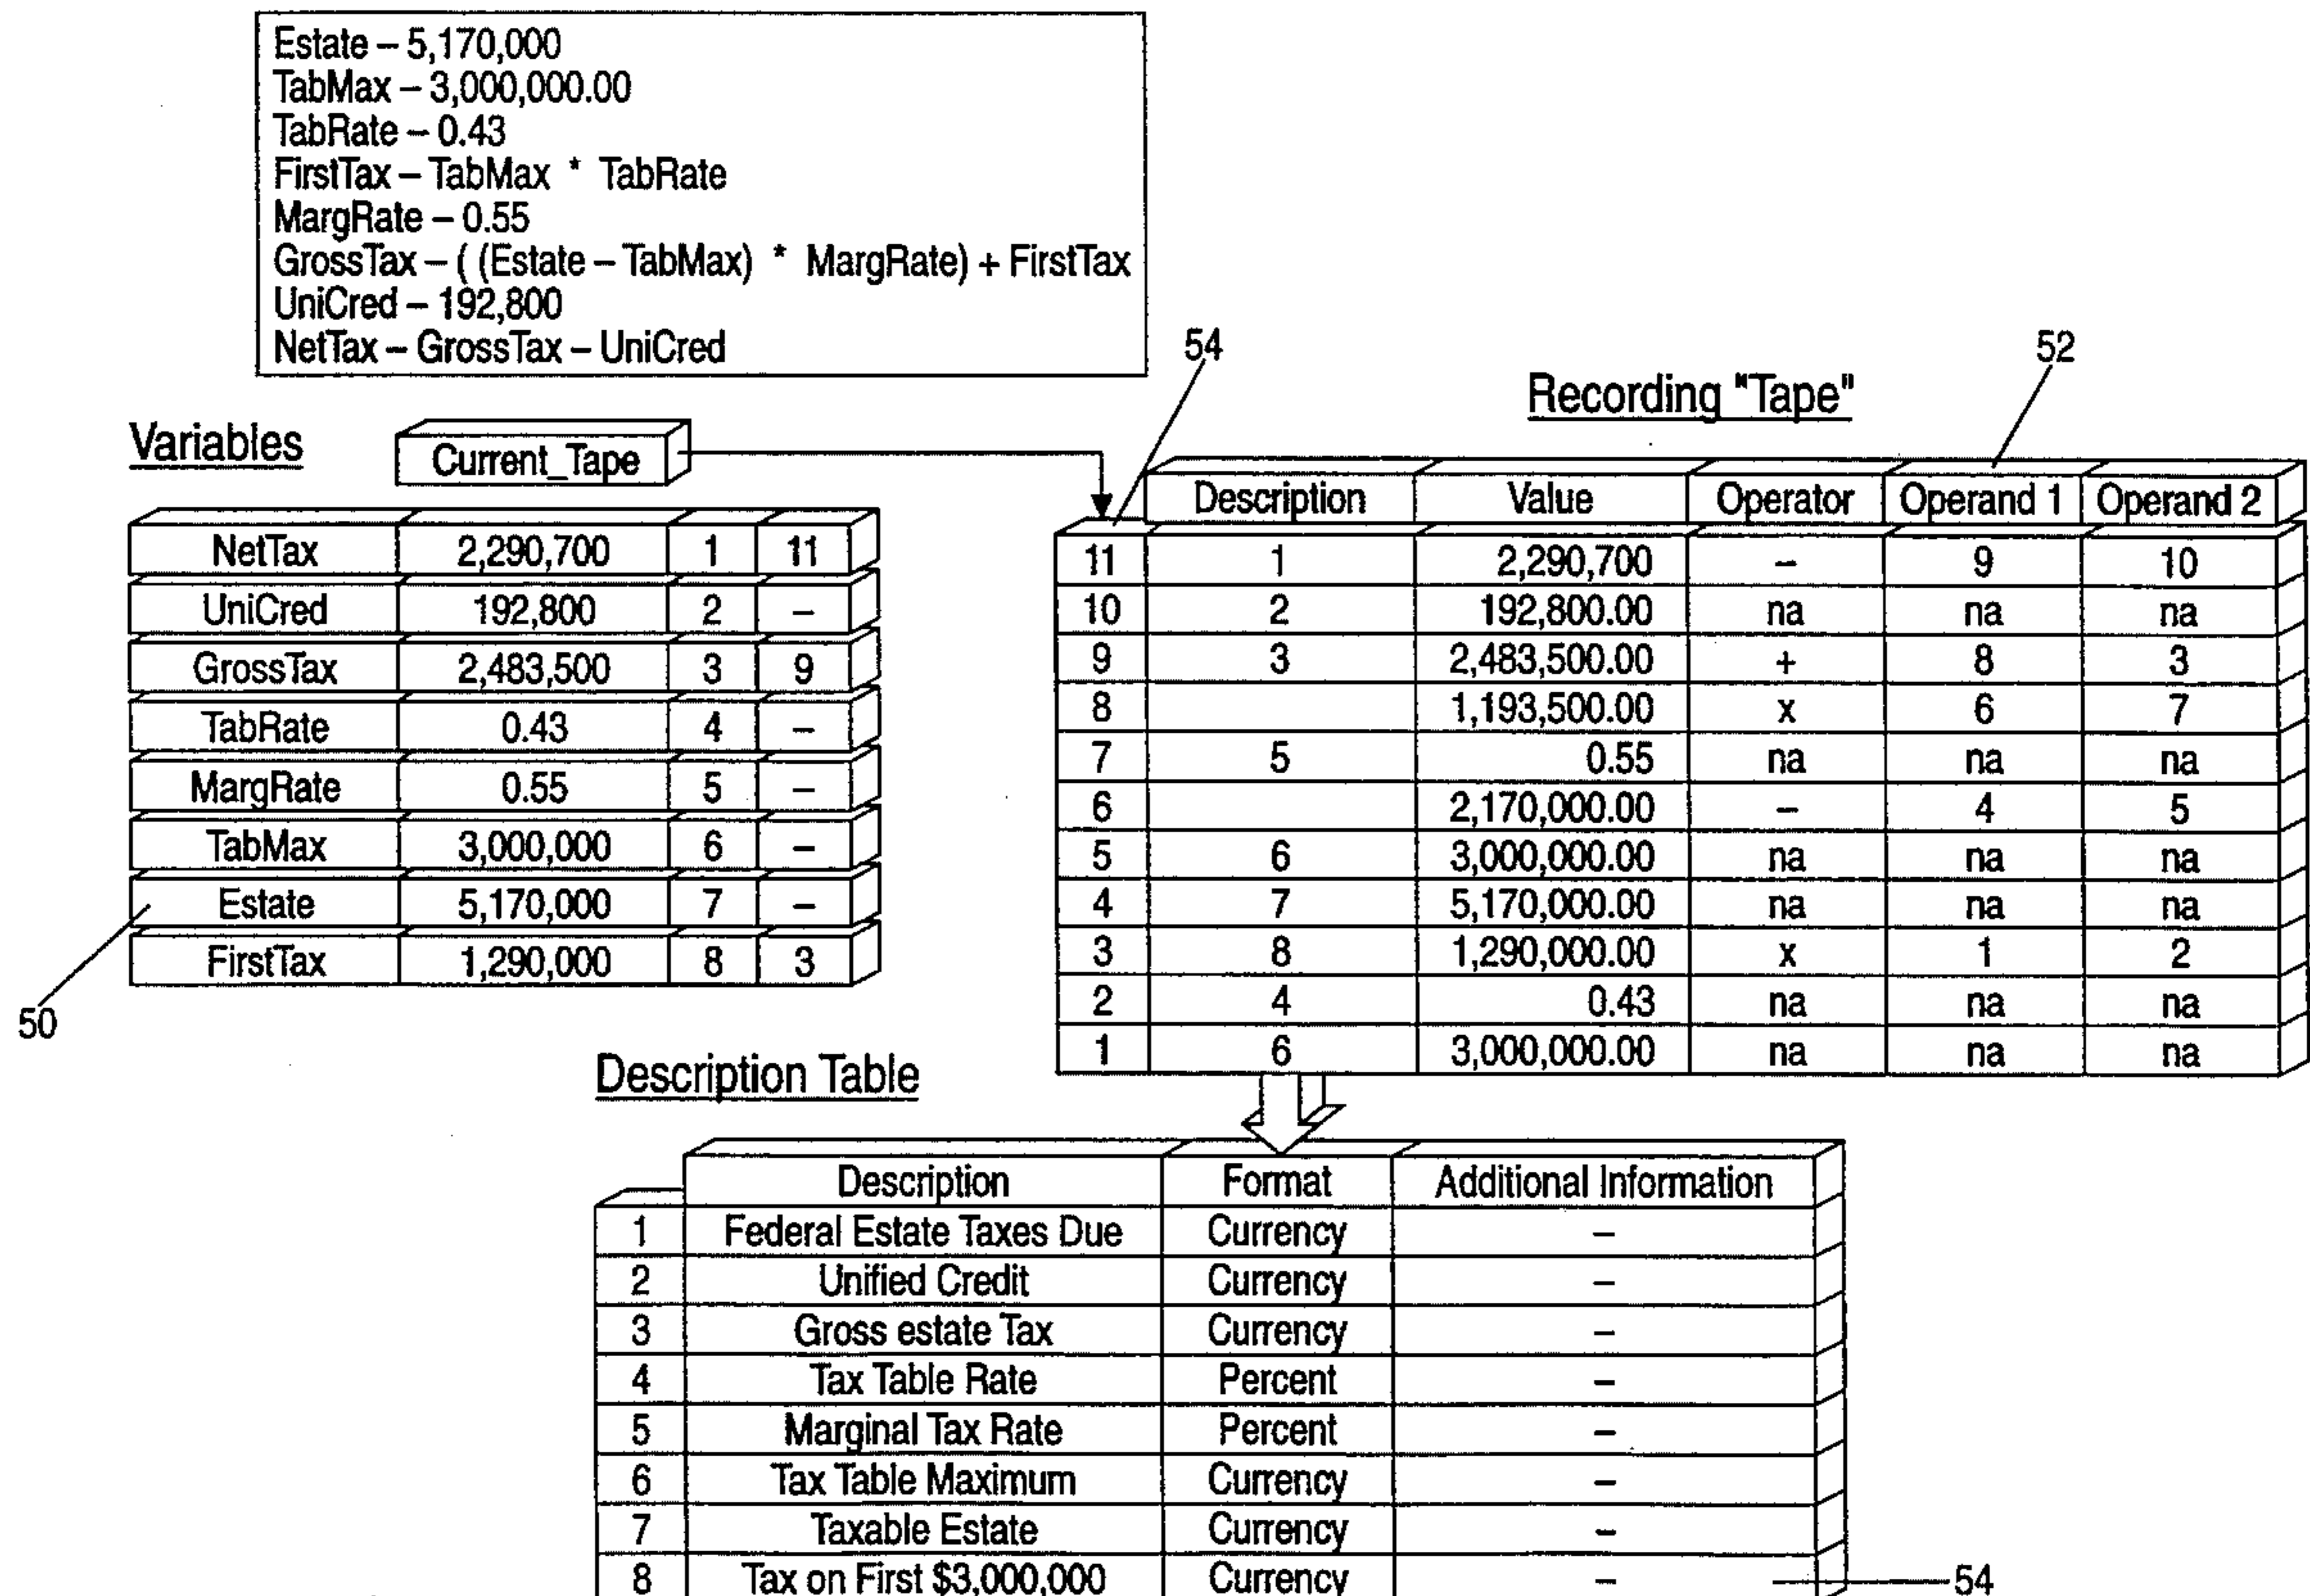 Estate – 5,170,000
TabMax – 3,000,000.00
TabRate – 0.43
FirstTax – TabMax * TabRate
MargRate – 0.55
GrossTax – ( (Estate – TabMax) * MargRate) + FirstTax
UniCred – 192,800
NetTax – GrossTax – UniCred
54
52
Recording "Tape"
Variables
Current_Tape
NetTax 2,290,700 1 11
UniCred 192,800 2 –
GrossTax 2,483,500 3 9
TabRate 0.43 4 –
MargRate 0.55 5 –
TabMax 3,000,000 6 –
Estate 5,170,000 7 –
FirstTax 1,290,000 8 3
50
Description Value Operator Operand 1 Operand 2
11 1 2,290,700 – 9 10
10 2 192,800.00 na na na
9 3 2,483,500.00 + 8 3
8 1,193,500.00 x 6 7
7 5 0.55 na na na
6 2,170,000.00 – 4 5
5 6 3,000,000.00 na na na
4 7 5,170,000.00 na na na
3 8 1,290,000.00 x 1 2
2 4 0.43 na na na
1 6 3,000,000.00 na na na
Description Table
Description Format Additional Information
1 Federal Estate Taxes Due Currency –
2 Unified Credit Currency –
3 Gross estate Tax Currency –
4 Tax Table Rate Percent –
5 Marginal Tax Rate Percent –
6 Tax Table Maximum Currency –
7 Taxable Estate Currency –
8 Tax on First $3,000,000 Currency –
54